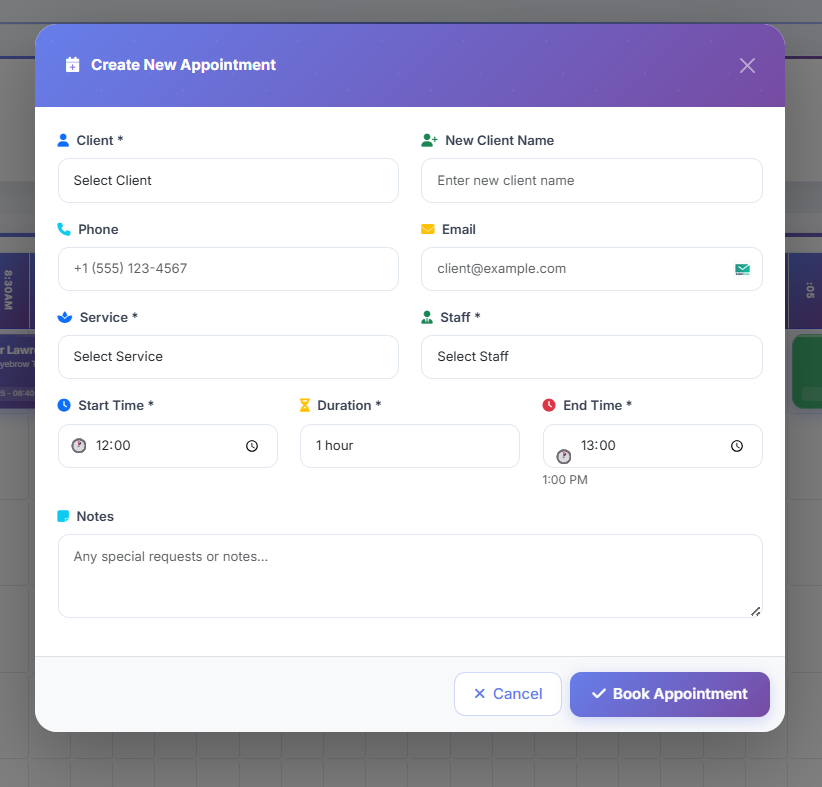 Create New Appointment
Client *
New Client Name
Select Client
Enter new client name
Phone
Email
+1 (555) 123-4567
client@example.com
8:30AM
:05
Service *
Staff *
r Lawre
yebrow T
Select Service
Select Staff
5 - 08:40
Start Time *
Duration *
End Time *
12:00
1 hour
13:00
1:00 PM
Notes
Any special requests or notes...
Cancel
Book Appointment